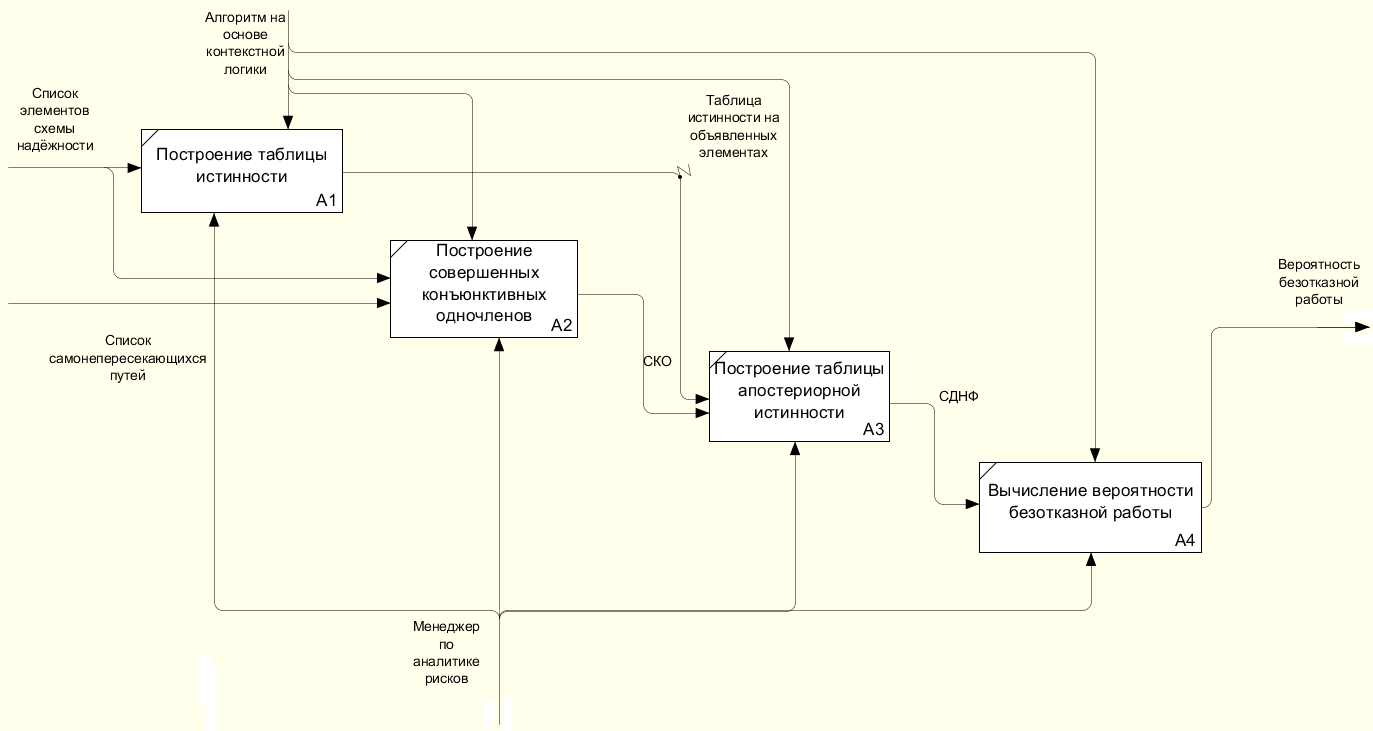 Алгоритм на
основе
контекстной
логики
Список
элементов
схемы
надёжности
Таблица
истинности на
объявленных
элементах
Построение таблицы
истинности
A1
Построение
совершенных
конъюнктивных
одночленов
A2
Вероятность
безотказной
работы
Список
самонепересекающихся
путей
СКО
Построение таблицы
апостериорной
истинности
A3
СДНФ
Вычисление вероятности
безотказной работы
A4
Менеджер
по
аналитике
рисков